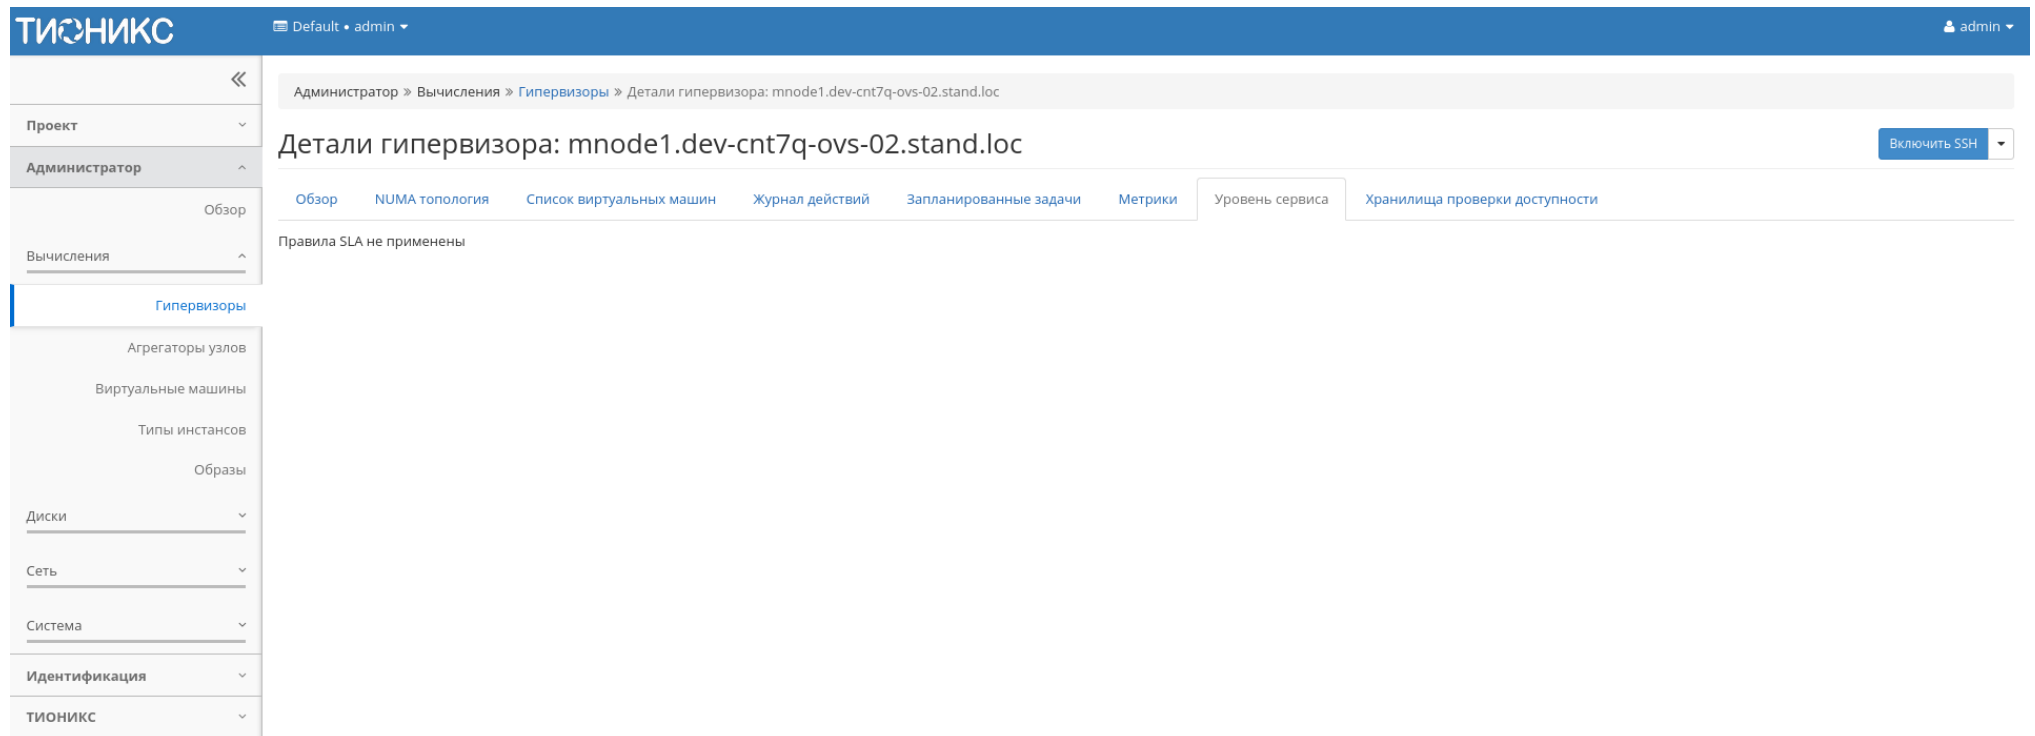 ТИОНИКС
Default • admin
admin
Администратор » Вычисления » Гипервизоры » Детали гипервизора: mnode1.dev-cnt7q-ovs-02.stand.loc
Детали гипервизора: mnode1.dev-cnt7q-ovs-02.stand.loc
Включить SSH
Обзор
NUMA топология
Список виртуальных машин
Журнал действий
Запланированные задачи
Метрики
Уровень сервиса
Хранилища проверки доступности
Правила SLA не применены
Проект
Администратор
Обзор
Вычисления
Гипервизоры
Агрегаторы узлов
Виртуальные машины
Типы инстансов
Образы
Диски
Сеть
Система
Идентификация
ТИОНИКС